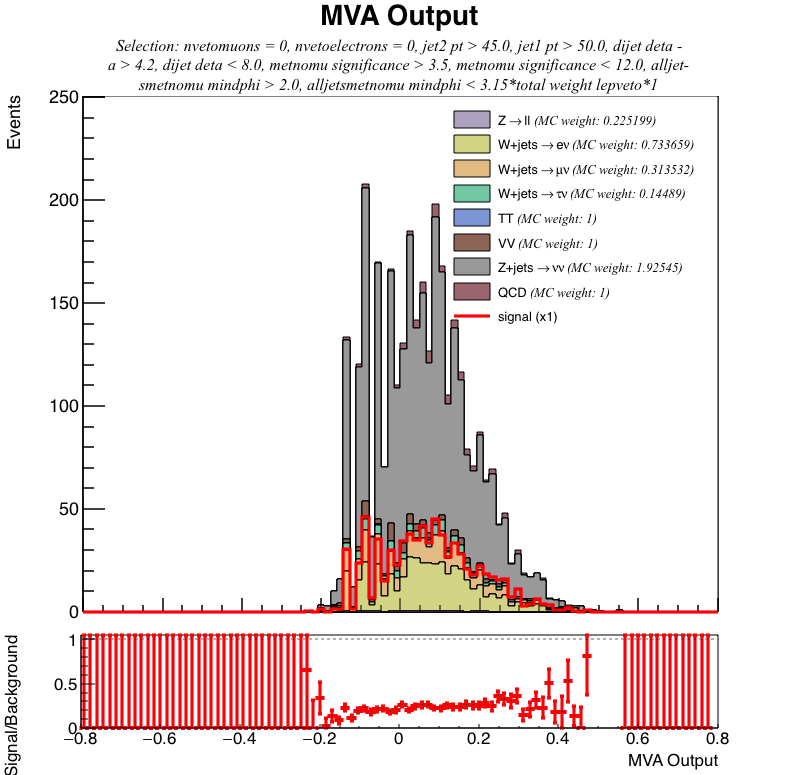 MVA Output
Selection: nvetomuons = 0, nvetoelectrons = 0, jet2 pt > 45.0, jet1 pt > 50.0, dijet deta -
a > 4.2, dijet deta < 8.0, metnomu significance > 3.5, metnomu significance < 12.0, alljet-
smetnomu mindphi > 2.0, alljetsmetnomu mindphi < 3.15*total weight lepveto*1
Events
250
200
150
100
50
0
Z→ll (MC weight: 0.225199)
W+jets→eν (MC weight: 0.733659)
W+jets→μν (MC weight: 0.313532)
W+jets→τν (MC weight: 0.14489)
TT (MC weight: 1)
VV (MC weight: 1)
Z+jets→νν (MC weight: 1.92545)
QCD (MC weight: 1)
signal (x1)
Signal/Background
1
0.5
0
−0.8 −0.6 −0.4 −0.2 0 0.2 0.4 0.6 0.8
MVA Output